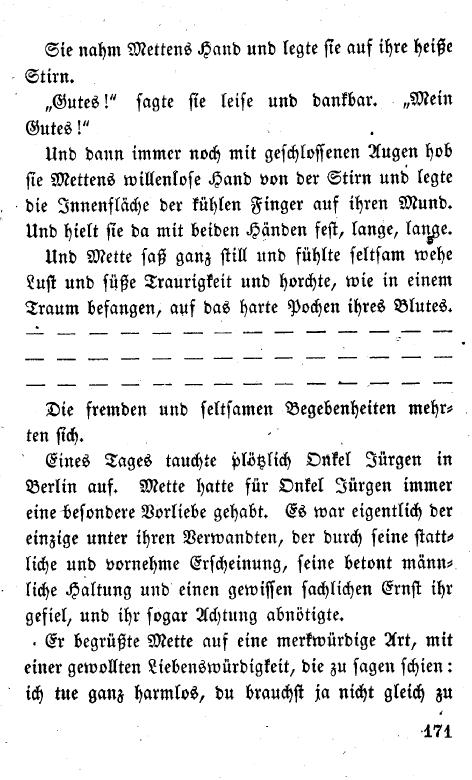 Sie nahm Mettens Hand und legte sie auf ihre heiße
Stirn.
„Gutes!“ sagte sie leise und dankbar. „Mein
Gutes!“
Und dann immer noch mit geschlossenen Augen hob
sie Mettens willenlose Hand von der Stirn und legte
die Innenfläche der kühlen Finger auf ihren Mund.
Und hielt sie da mit beiden Händen fest, lange, lange.
Und Mette saß ganz still und fühlte seltsam wehe
Lust und süße Traurigkeit und horchte, wie in einem
Traum befangen, auf das harte Pochen ihres Blutes.
— — — — — — — — — — — — — — —
— — — — — — — — — — — — — — —
— — — — — — — — — — — — — — —
Die fremden und seltsamen Begebenheiten mehr-
ten sich.
Eines Tages tauchte plötzlich Onkel Jürgen in
Berlin auf. Mette hatte für Onkel Jürgen immer
eine besondere Vorliebe gehabt. Es war eigentlich der
einzige unter ihren Verwandten, der durch seine statt-
liche und vornehme Erscheinung, seine betont männ-
liche Haltung und einen gewissen sachlichen Ernst ihr
gefiel, und ihr sogar Achtung abnötigte.
Er begrüßte Mette auf eine merkwürdige Art, mit
einer gewollten Liebenswürdigkeit, die zu sagen schien:
ich tue ganz harmlos, du brauchst ja nicht gleich zu
171